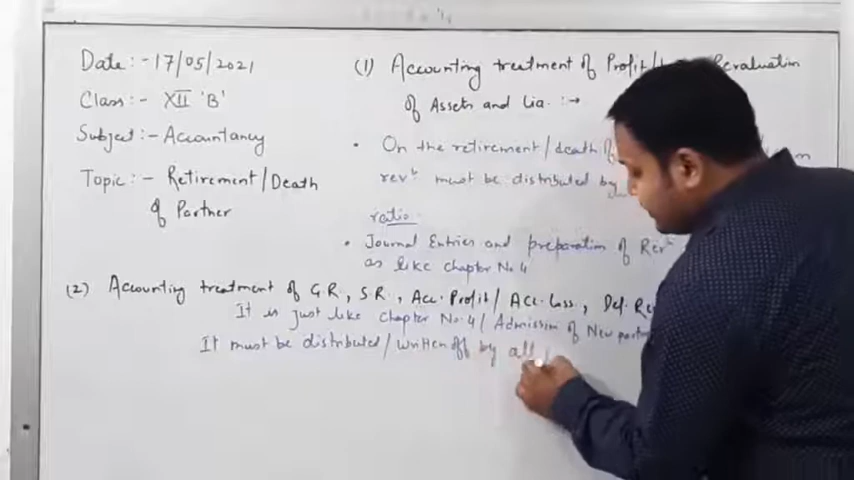 Date :- 17/05/2021
Class :- XII 'B'
Subject :- Accountancy
Topic :- Retirement/Death
of Partner
(1) Accounting treatment of Profit/ Revaluation
of Assets and Lia. :→
• On the retirement/death of
rev^n must be distributed by
ratio.
• Journal Entries and preparation of Rev^n
as like chapter No.4
(2) Accounting treatment of G.R, S.R, Acc. Profit/ Acc. Loss, Def. Re
It is just like chapter No.4/ Admission of New partn
It must be distributed/written off by all